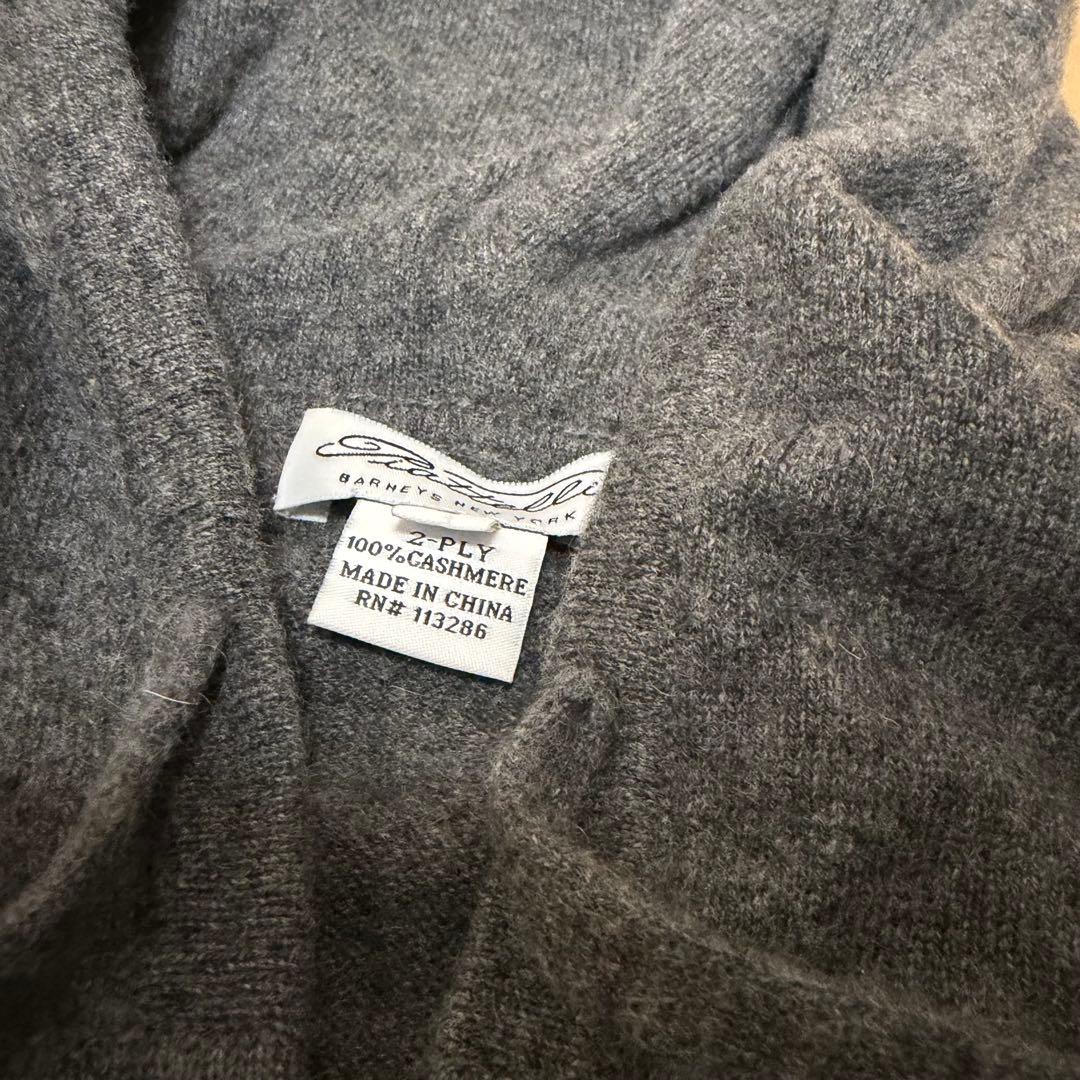 BARNEYS NEW YORK
2-PLY
100%CASHMERE
MADE IN CHINA
RN# 113286